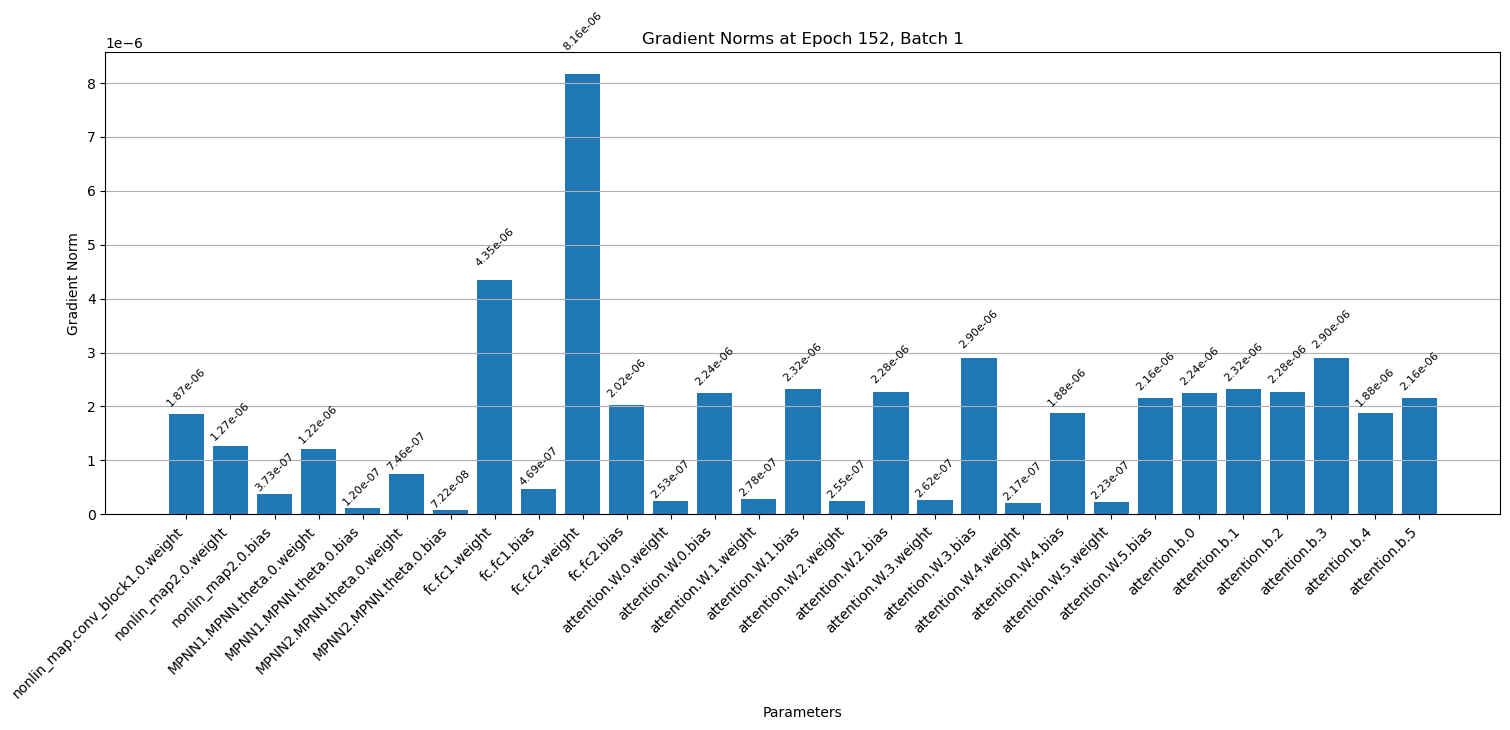 Gradient Norms at Epoch 152, Batch 1
1e−6
Gradient Norm
8
7
6
5
4
3
2
1
0
1.87e-06
1.27e-06
3.73e-07
1.22e-06
1.20e-07
7.46e-07
7.22e-08
4.35e-06
4.69e-07
8.16e-06
2.02e-06
2.53e-07
2.24e-06
2.78e-07
2.32e-06
2.55e-07
2.28e-06
2.62e-07
2.90e-06
2.17e-07
1.88e-06
2.23e-07
2.16e-06
2.24e-06
2.32e-06
2.28e-06
2.90e-06
1.88e-06
2.16e-06
nonlin_map.conv_block1.0.weight
nonlin_map2.0.weight
nonlin_map2.0.bias
MPNN1.MPNN.theta.0.weight
MPNN1.MPNN.theta.0.bias
MPNN2.MPNN.theta.0.weight
MPNN2.MPNN.theta.0.bias
fc.fc1.weight
fc.fc1.bias
fc.fc2.weight
fc.fc2.bias
attention.W.0.weight
attention.W.0.bias
attention.W.1.weight
attention.W.1.bias
attention.W.2.weight
attention.W.2.bias
attention.W.3.weight
attention.W.3.bias
attention.W.4.weight
attention.W.4.bias
attention.W.5.weight
attention.W.5.bias
attention.b.0
attention.b.1
attention.b.2
attention.b.3
attention.b.4
attention.b.5
Parameters